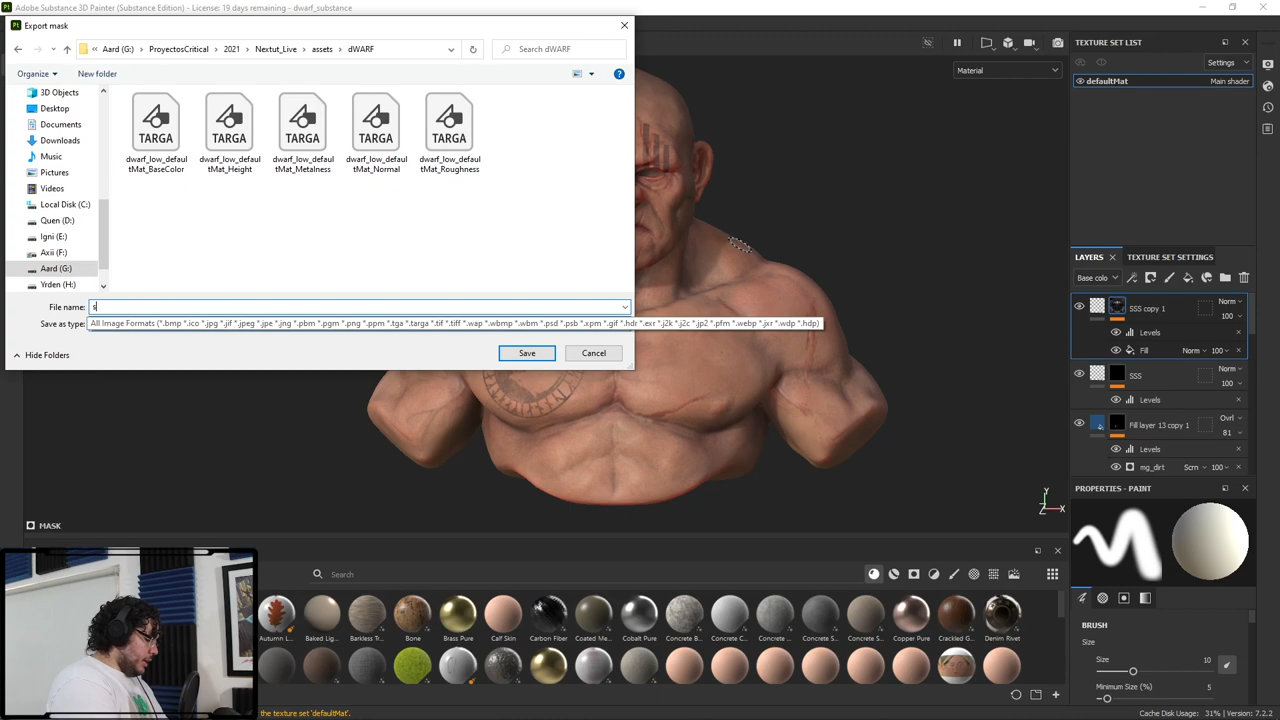 Adobe Substance 3D Painter (Substance Edition) - License: 19 days remaining - dwarf_substance
Pt Export mask
Aard (G:) ProyectosCritical 2021 Nextut_Live assets dWARF
Search dWARF
Organize
New folder
3D Objects
Desktop
Documents
Downloads
Music
Pictures
Videos
Local Disk (C:)
Quen (D:)
Igni (E:)
Axii (F:)
Aard (G:)
Yrden (H:)
TARGA TARGA TARGA TARGA TARGA
dwarf_low_defaultMat_BaseColor
dwarf_low_defaultMat_Height
dwarf_low_defaultMat_Metalness
dwarf_low_defaultMat_Normal
dwarf_low_defaultMat_Roughness
File name: s
Save as type: All Image Formats (*.bmp *.ico *.jpg *.jif *.jpeg *.jpe *.jng *.pbm *.pgm *.png *.ppm *.tga *.targa *.tif *.tiff *.wap *.wbmp *.wbm *.psd *.psb *.xpm *.gif *.hdr *.exr *.j2k *.j2c *.jp2 *.pfm *.webp *.jxr *.wdp *.hdp)
Hide Folders
Save
Cancel
Material
TEXTURE SET LIST
Settings
defaultMat
Main shader
LAYERS
TEXTURE SET SETTINGS
Base colo
SSS copy 1
Norm
100
Levels
Fill Norm 100
SSS
Norm
100
Levels
Fill layer 13 copy 1
Ovrl
81
Levels
mg_dirt Scrn 100
PROPERTIES - PAINT
BRUSH
Size
Size 10
Minimum Size (%) 5
MASK
Search
Autumn L...
Baked Lig...
Barkless Tr...
Bone
Brass Pure
Calf Skin
Carbon Fiber
Coated Me...
Cobalt Pure
Concrete B...
Concrete C...
Concrete D...
Concrete S...
Concrete S...
Copper Pure
Cracked G...
Denim Rivet
the texture set 'defaultMat'.
Cache Disk Usage: 31% | Version: 7.2.2